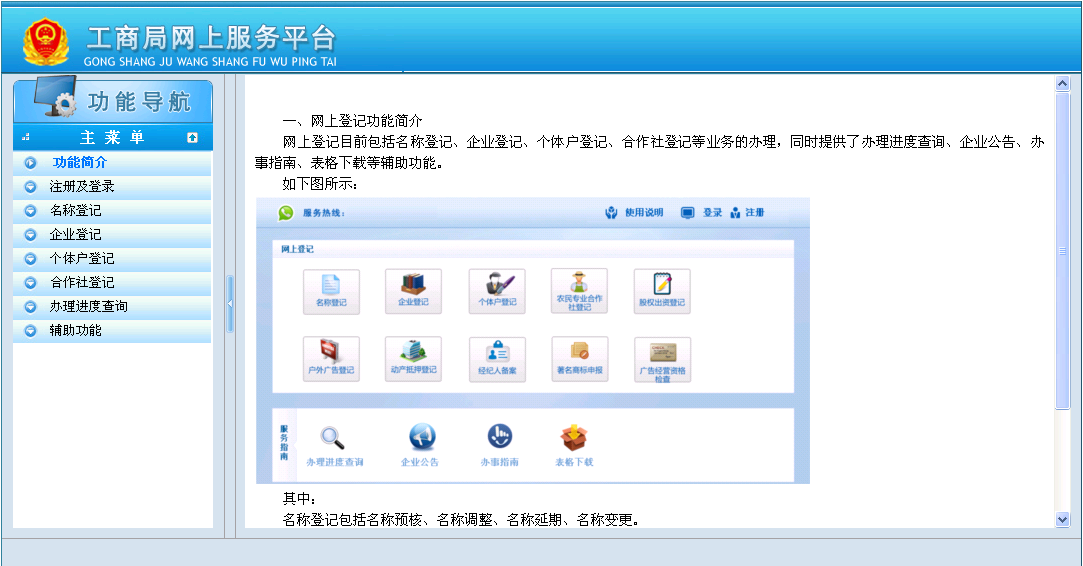 工商局网上服务平台
GONG SHANG JU WANG SHANG FU WU PING TAI
功能导航
主菜单
功能简介
注册及登录
名称登记
企业登记
个体户登记
合作社登记
办理进度查询
辅助功能
一、网上登记功能简介
网上登记目前包括名称登记、企业登记、个体户登记、合作社登记等业务的办理，同时提供了办理进度查询、企业公告、办
事指南、表格下载等辅助功能。
如下图所示：
服务热线：
使用说明 登录 注册
网上登记
名称登记 企业登记 个体户登记 农民专业合作
社登记 股权出资登记
户外广告登记 动产抵押登记 经纪人备案 著名商标申报 广告经营资格
检查
服务指南
办理进度查询 企业公告 办事指南 表格下载
其中：
名称登记包括名称预核、名称调整、名称延期、名称变更。